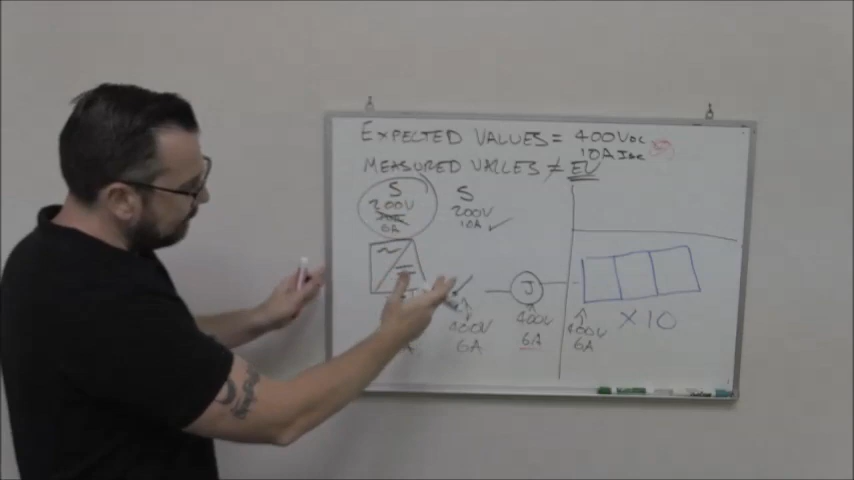 EXPECTED VALUES = 400VOC
10A ISC
MEASURED VALUES ≠ EV
S
200V
6A
S
200V
10A ✓
J
400V
6A
400V
6A
400V
6A
X10